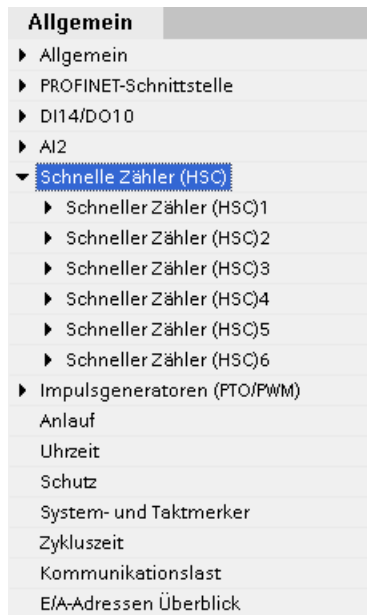 Allgemein
Allgemein
PROFINET-Schnittstelle
DI14/DO10
AI2
Schnelle Zähler (HSC)
Schneller Zähler (HSC)1
Schneller Zähler (HSC)2
Schneller Zähler (HSC)3
Schneller Zähler (HSC)4
Schneller Zähler (HSC)5
Schneller Zähler (HSC)6
Impulsgeneratoren (PTO/PWM)
Anlauf
Uhrzeit
Schutz
System- und Taktmerker
Zykluszeit
Kommunikationslast
E/A-Adressen Überblick